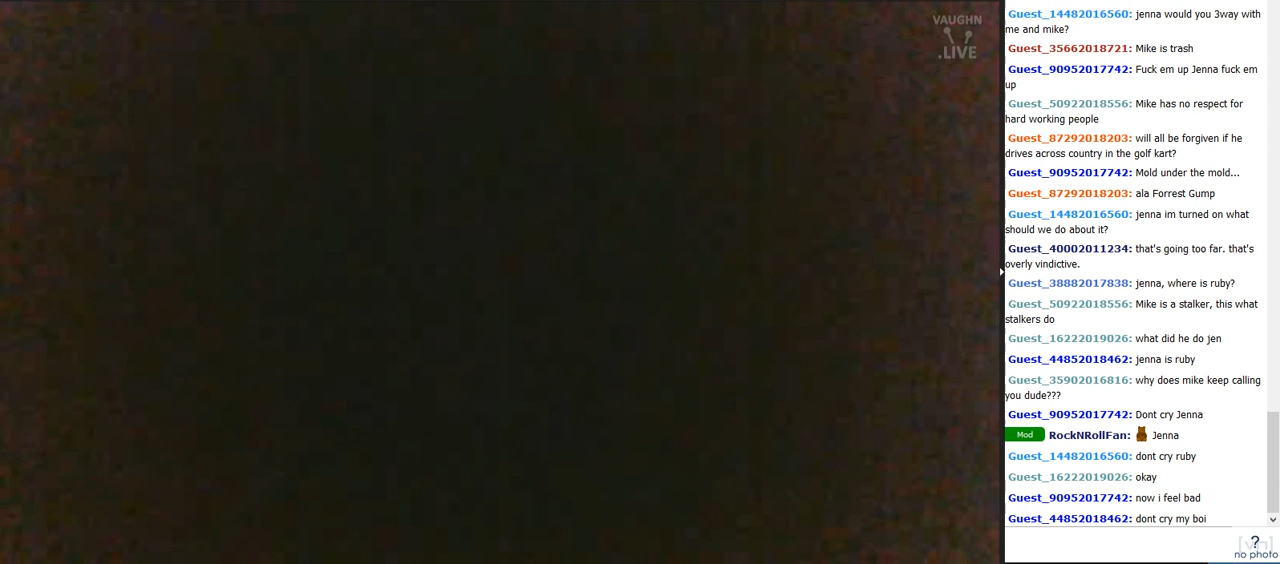 VAUGHN
.LIVE
Guest_14482016560: jenna would you 3way with
me and mike?
Guest_35662018721: Mike is trash
Guest_90952017742: Fuck em up Jenna fuck em
up
Guest_50922018556: Mike has no respect for
hard working people
Guest_87292018203: will all be forgiven if he
drives across country in the golf kart?
Guest_90952017742: Mold under the mold...
Guest_87292018203: ala Forrest Gump
Guest_14482016560: jenna im turned on what
should we do about it?
Guest_40002011234: that's going too far. that's
overly vindictive.
Guest_38882017838: jenna, where is ruby?
Guest_50922018556: Mike is a stalker, this what
stalkers do
Guest_16222019026: what did he do jen
Guest_44852018462: jenna is ruby
Guest_35902016816: why does mike keep calling
you dude???
Guest_90952017742: Dont cry Jenna
Mod RockNRollFan: Jenna
Guest_14482016560: dont cry ruby
Guest_16222019026: okay
Guest_90952017742: now i feel bad
Guest_44852018462: dont cry my boi
?
no photo